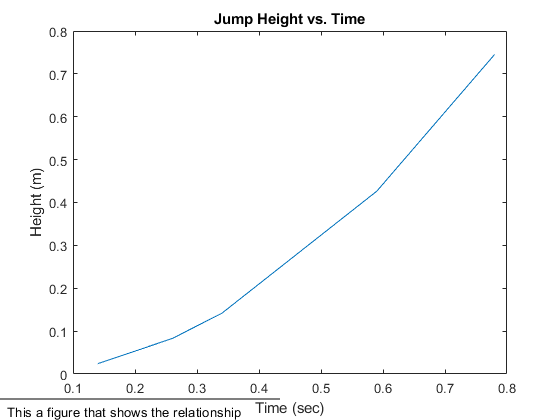 Jump Height vs. Time
0.8
0.7
0.6
0.5
0.4
0.3
0.2
0.1
0
Height (m)
0.1 0.2 0.3 0.4 0.5 0.6 0.7 0.8
Time (sec)
This a figure that shows the relationship